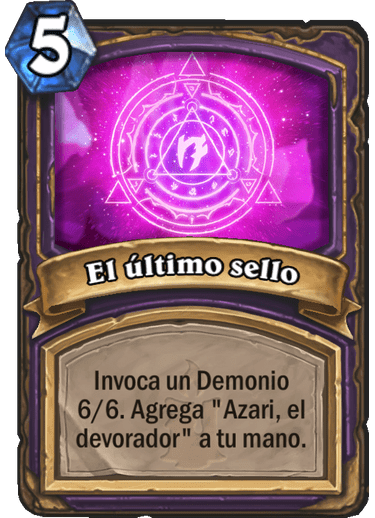 5
El último sello
Invoca un Demonio
6/6. Agrega "Azari, el
devorador" a tu mano.